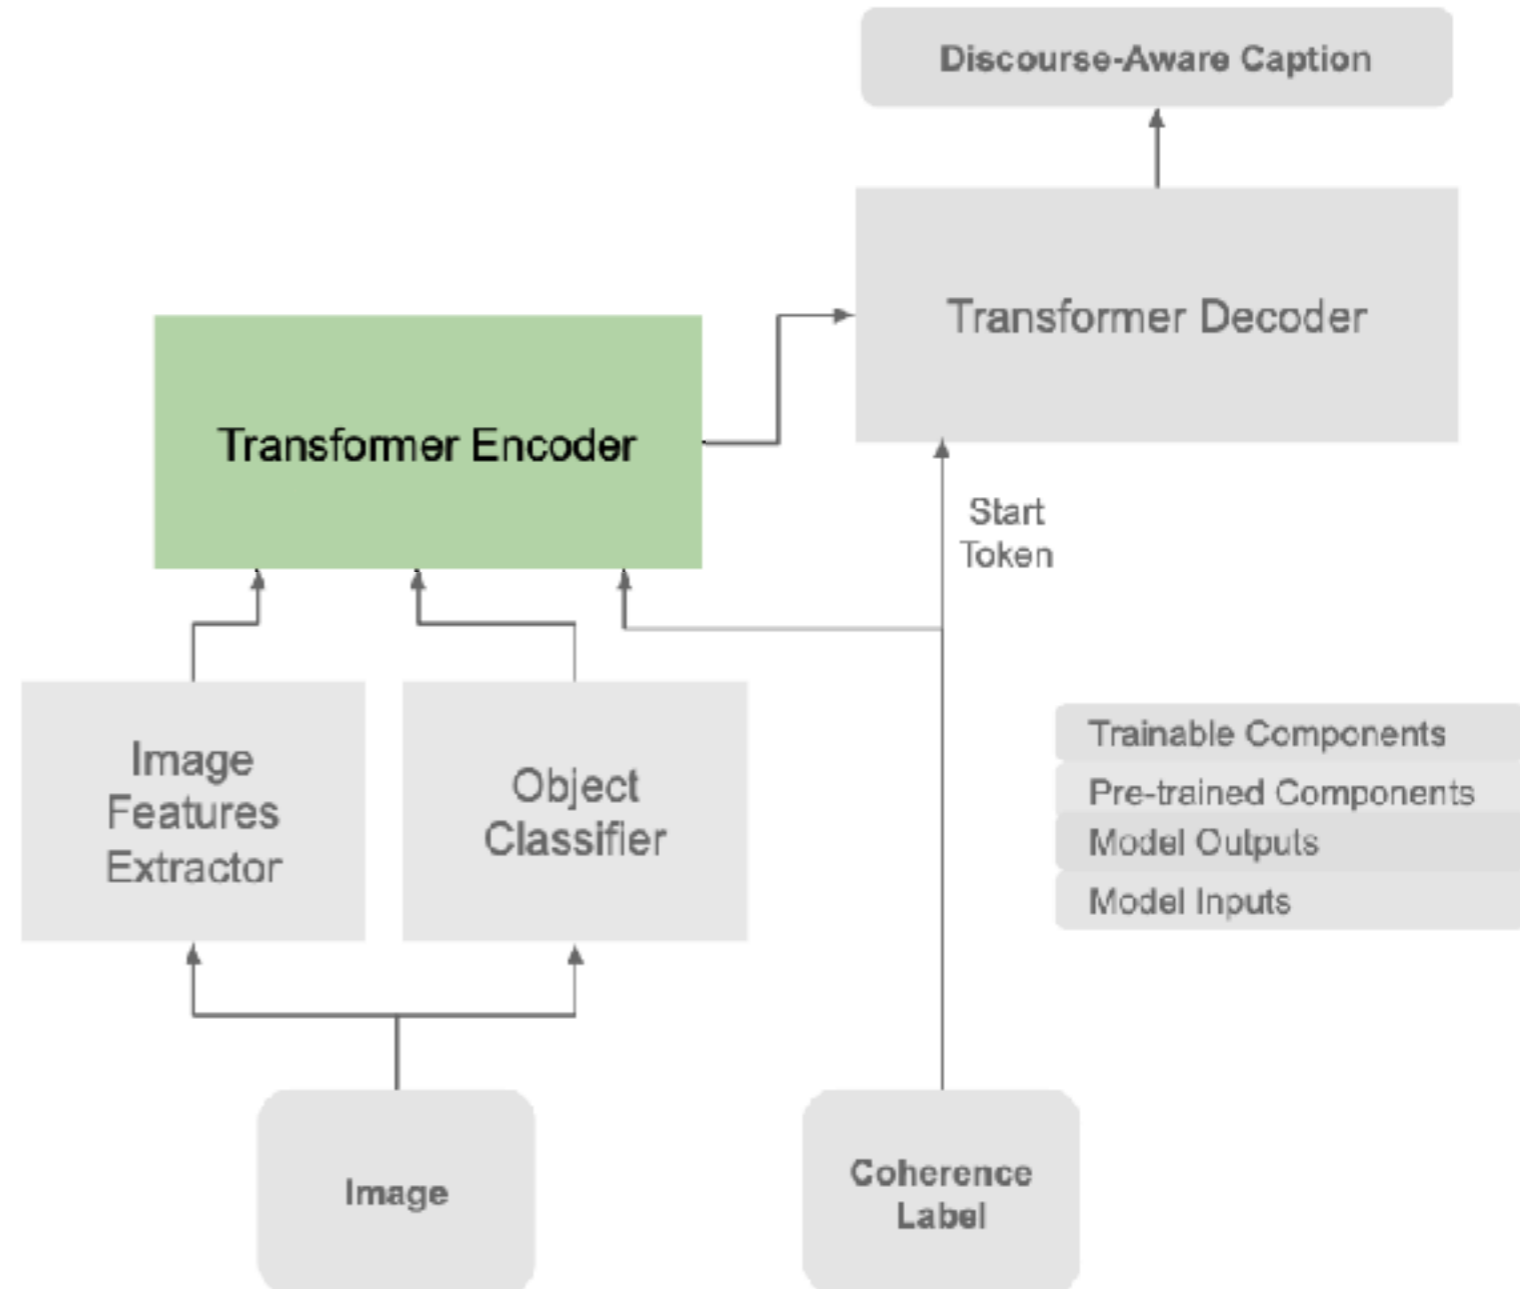 Discourse-Aware Caption
Transformer Decoder
Transformer Encoder
Start
Token
Image
Features
Extractor
Object
Classifier
Trainable Components
Pre-trained Components
Model Outputs
Model Inputs
Image
Coherence
Label